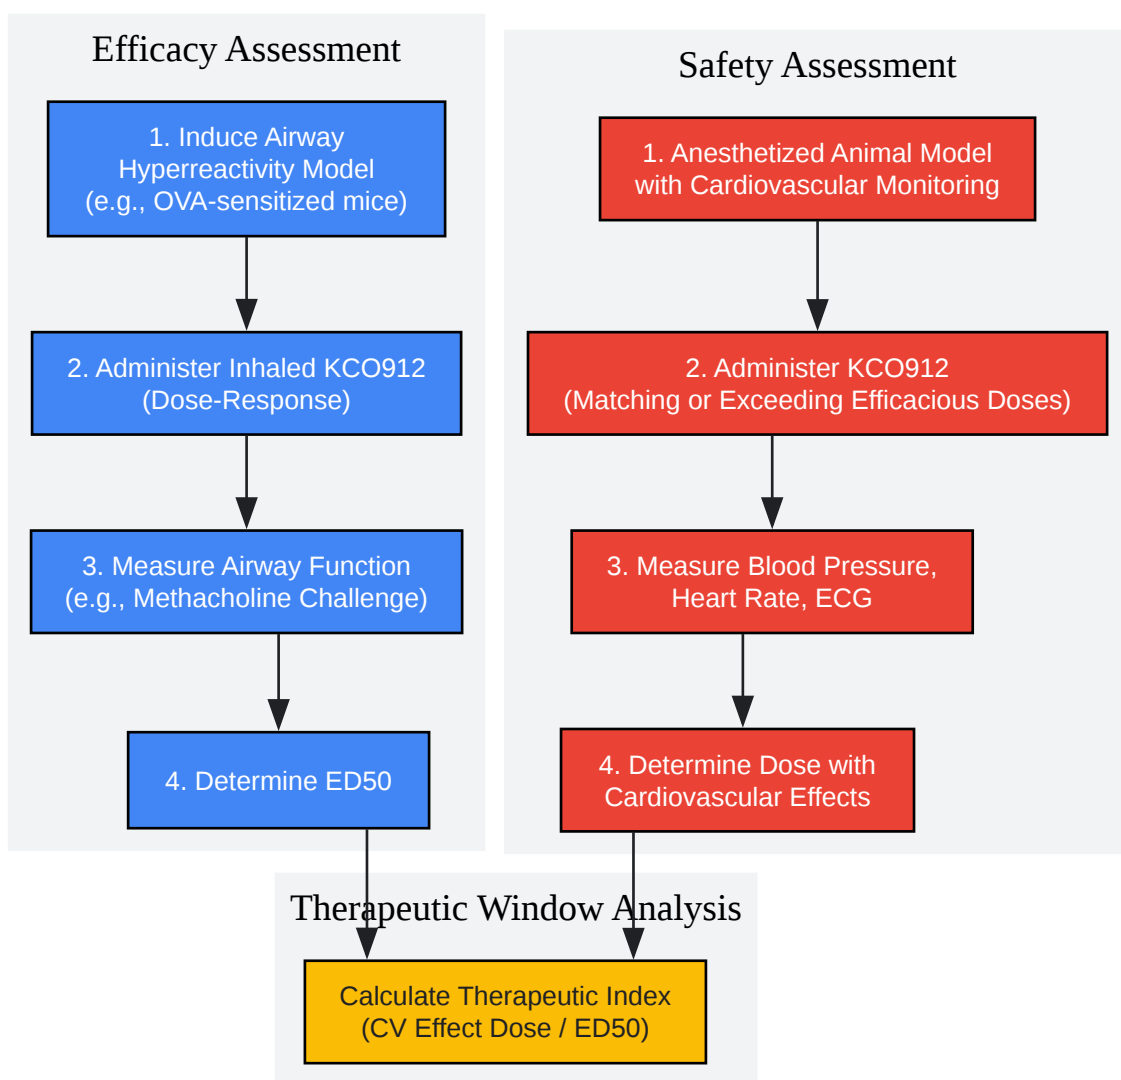 Efficacy Assessment
1. Induce Airway
Hyperreactivity Model
(e.g., OVA-sensitized mice)
2. Administer Inhaled KCO912
(Dose-Response)
3. Measure Airway Function
(e.g., Methacholine Challenge)
4. Determine ED50
Safety Assessment
1. Anesthetized Animal Model
with Cardiovascular Monitoring
2. Administer KCO912
(Matching or Exceeding Efficacious Doses)
3. Measure Blood Pressure,
Heart Rate, ECG
4. Determine Dose with
Cardiovascular Effects
Therapeutic Window Analysis
Calculate Therapeutic Index
(CV Effect Dose / ED50)